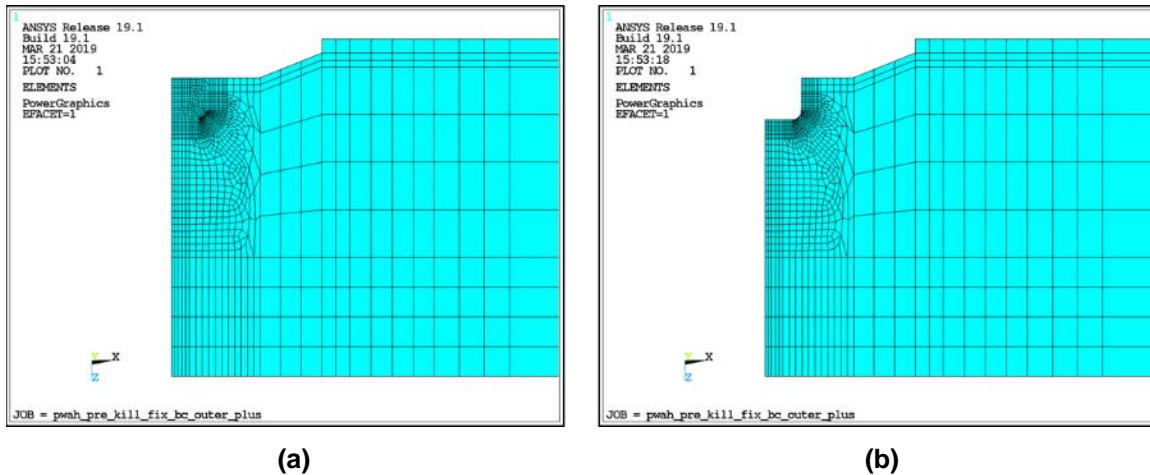 1
ANSYS Release 19.1
Build 19.1
MAR 21 2019
15:53:04
PLOT NO. 1
ELEMENTS
PowerGraphics
EFACET=1
Y
X
Z
JOB = pwah_pre_kill_fix_bc_outer_plus
(a)
1
ANSYS Release 19.1
Build 19.1
MAR 21 2019
15:53:18
PLOT NO. 1
ELEMENTS
PowerGraphics
EFACET=1
Y
X
Z
JOB = pwah_pre_kill_fix_bc_outer_plus
(b)